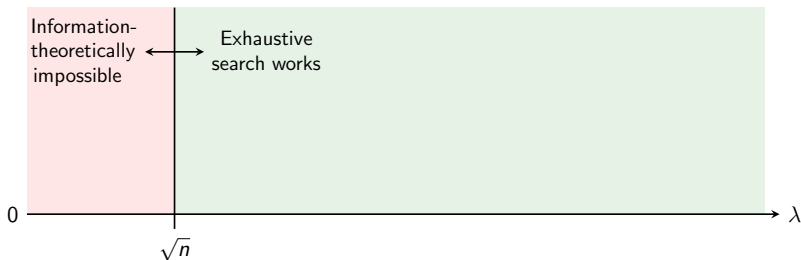 Information-
theoretically
impossible
Exhaustive
search works
0
λ
√n